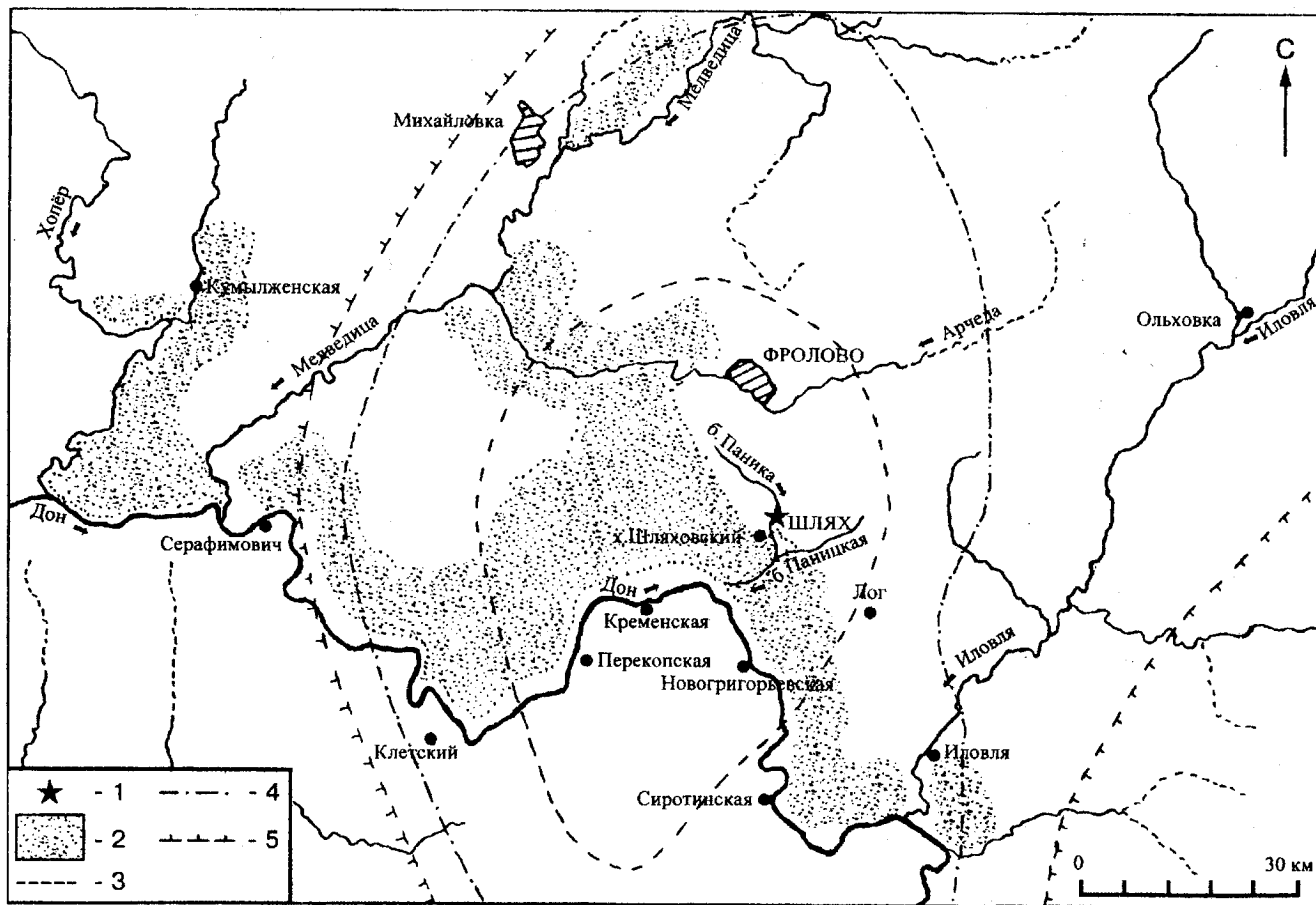 С
Медведица
Михайловка
Хопёр
Кумылженская
Ольховка
Иловля
Медведица
Арчеда
ФРОЛОВО
б. Паника
Дон
Серафимович
ШЛЯХ
х.Шляховский
б Паницкая
Дон
Кременская
Лог
Перекопская
Новогригорьевская
Иловля
Клетский
Иловля
Сиротинская
- 1
- 4
- 2
- 5
- 3
0 30 км